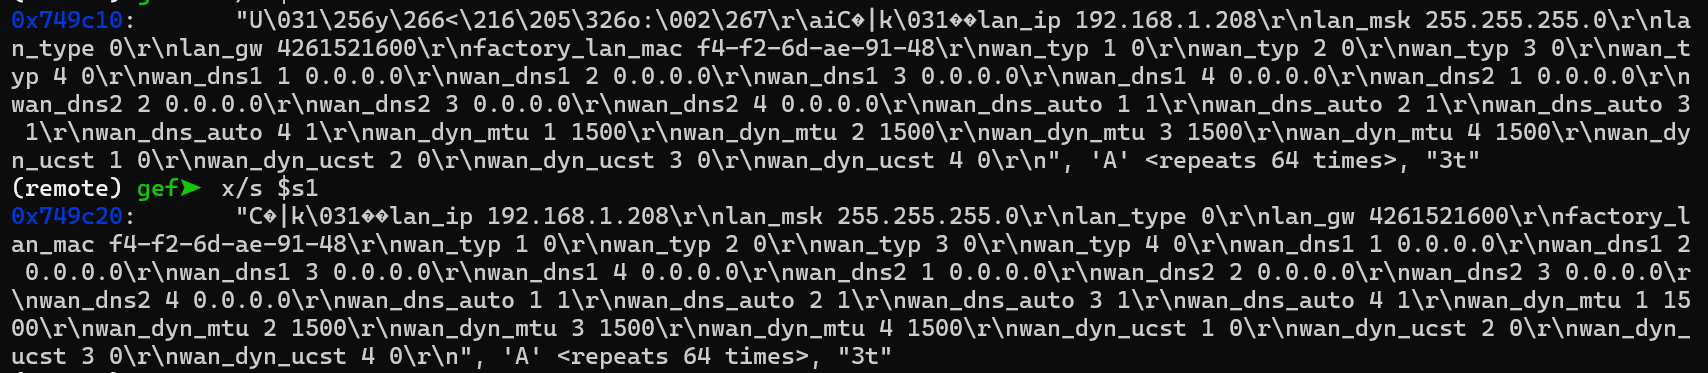 0x749c10:       "U\031\256y\266<\216\205\326o:\002\267\r\aiC�|k\031��lan_ip 192.168.1.208\r\nlan_msk 255.255.255.0\r\nla
n_type 0\r\nlan_gw 4261521600\r\nfactory_lan_mac f4-f2-6d-ae-91-48\r\nwan_typ 1 0\r\nwan_typ 2 0\r\nwan_typ 3 0\r\nwan_t
yp 4 0\r\nwan_dns1 1 0.0.0.0\r\nwan_dns1 2 0.0.0.0\r\nwan_dns1 3 0.0.0.0\r\nwan_dns1 4 0.0.0.0\r\nwan_dns2 1 0.0.0.0\r\n
wan_dns2 2 0.0.0.0\r\nwan_dns2 3 0.0.0.0\r\nwan_dns2 4 0.0.0.0\r\nwan_dns_auto 1 1\r\nwan_dns_auto 2 1\r\nwan_dns_auto 3
 1\r\nwan_dns_auto 4 1\r\nwan_dyn_mtu 1 1500\r\nwan_dyn_mtu 2 1500\r\nwan_dyn_mtu 3 1500\r\nwan_dyn_mtu 4 1500\r\nwan_dy
n_ucst 1 0\r\nwan_dyn_ucst 2 0\r\nwan_dyn_ucst 3 0\r\nwan_dyn_ucst 4 0\r\n", 'A' <repeats 64 times>, "3t"
(remote) gef➤  x/s $s1
0x749c20:       "C�|k\031��lan_ip 192.168.1.208\r\nlan_msk 255.255.255.0\r\nlan_type 0\r\nlan_gw 4261521600\r\nfactory_l
an_mac f4-f2-6d-ae-91-48\r\nwan_typ 1 0\r\nwan_typ 2 0\r\nwan_typ 3 0\r\nwan_typ 4 0\r\nwan_dns1 1 0.0.0.0\r\nwan_dns1 2
 0.0.0.0\r\nwan_dns1 3 0.0.0.0\r\nwan_dns1 4 0.0.0.0\r\nwan_dns2 1 0.0.0.0\r\nwan_dns2 2 0.0.0.0\r\nwan_dns2 3 0.0.0.0\r
\nwan_dns2 4 0.0.0.0\r\nwan_dns_auto 1 1\r\nwan_dns_auto 2 1\r\nwan_dns_auto 3 1\r\nwan_dns_auto 4 1\r\nwan_dyn_mtu 1 15
00\r\nwan_dyn_mtu 2 1500\r\nwan_dyn_mtu 3 1500\r\nwan_dyn_mtu 4 1500\r\nwan_dyn_ucst 1 0\r\nwan_dyn_ucst 2 0\r\nwan_dyn_
ucst 3 0\r\nwan_dyn_ucst 4 0\r\n", 'A' <repeats 64 times>, "3t"